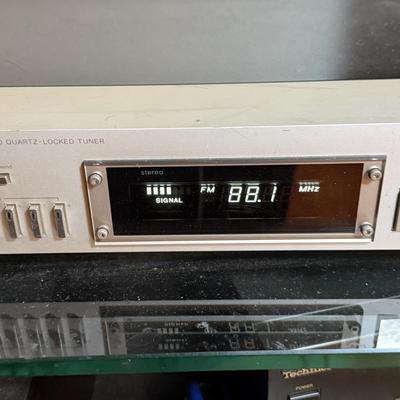 QUARTZ-LOCKED TUNER
stereo
FM 88.1 MHz
SIGNAL
Technics
POWER